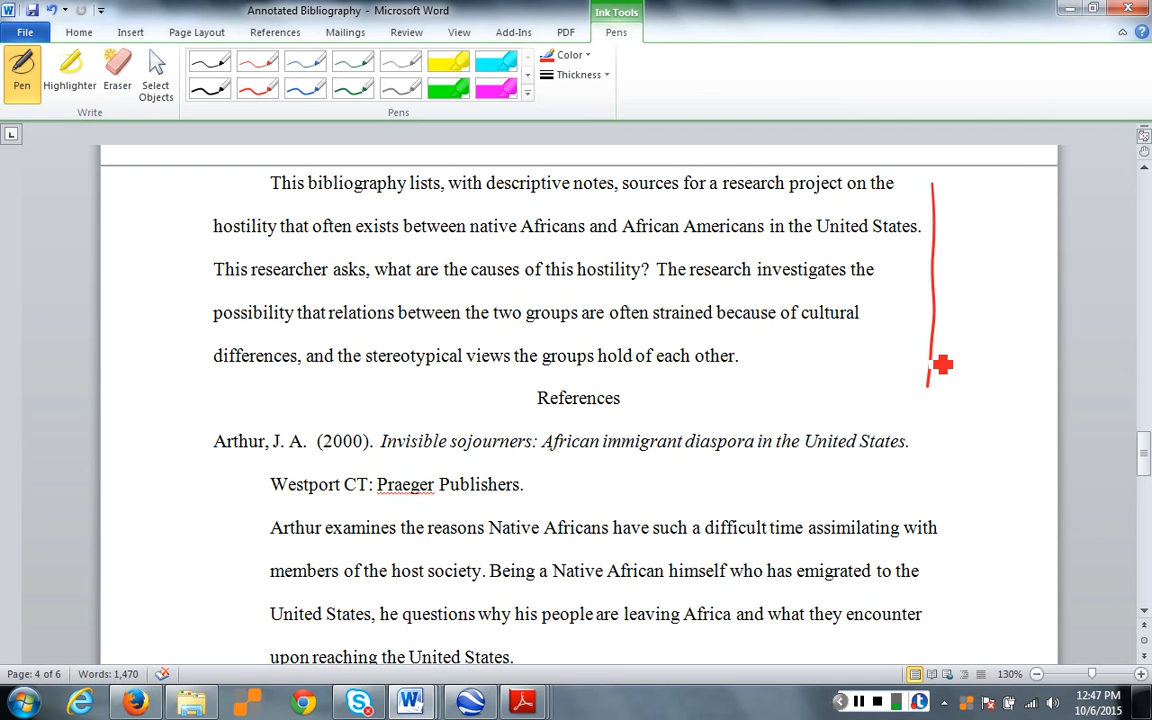 Annotated Bibliography - Microsoft Word
Ink Tools
File Home Insert Page Layout References Mailings Review View Add-Ins PDF Pens
Pen Highlighter Eraser Select Objects
Color
Thickness
Write Pens
This bibliography lists, with descriptive notes, sources for a research project on the
hostility that often exists between native Africans and African Americans in the United States.
This researcher asks, what are the causes of this hostility? The research investigates the
possibility that relations between the two groups are often strained because of cultural
differences, and the stereotypical views the groups hold of each other.
References
Arthur, J. A. (2000). Invisible sojourners: African immigrant diaspora in the United States.
Westport CT: Praeger Publishers.
Arthur examines the reasons Native Africans have such a difficult time assimilating with
members of the host society. Being a Native African himself who has emigrated to the
United States, he questions why his people are leaving Africa and what they encounter
upon reaching the United States.
Page: 4 of 6 Words: 1,470 130%
12:47 PM
10/6/2015